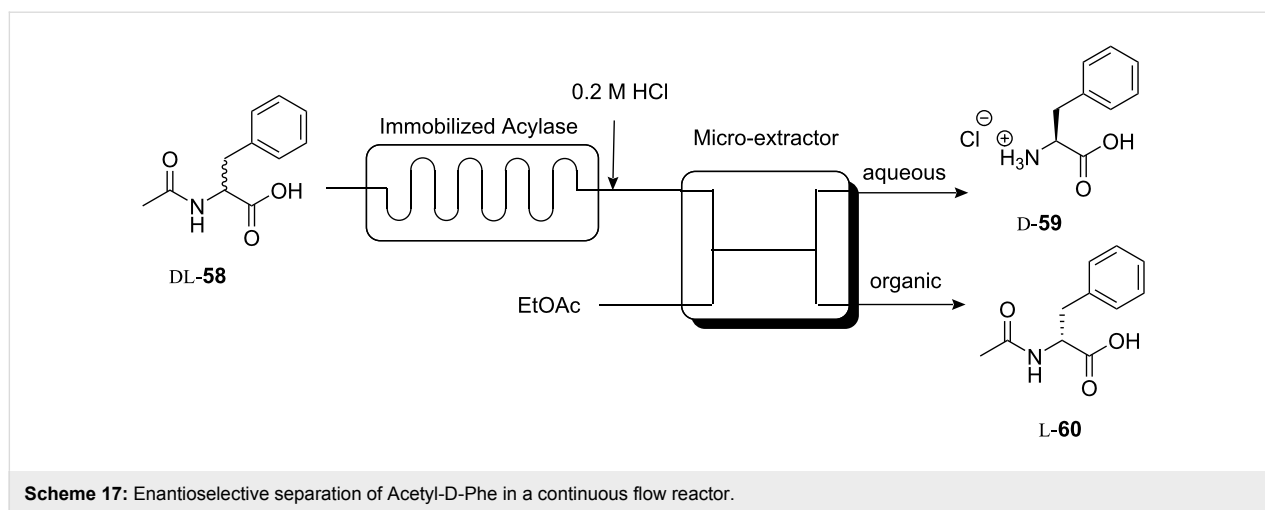 0.2 M HCl
Immobilized Acylase
Micro-extractor
O
N
H
OH
O
DL-58
EtOAc
aqueous
organic
Cl
−
+
H3N
OH
O
D-59
O
N
H
OH
O
L-60
Scheme 17: Enantioselective separation of Acetyl-D-Phe in a continuous flow reactor.